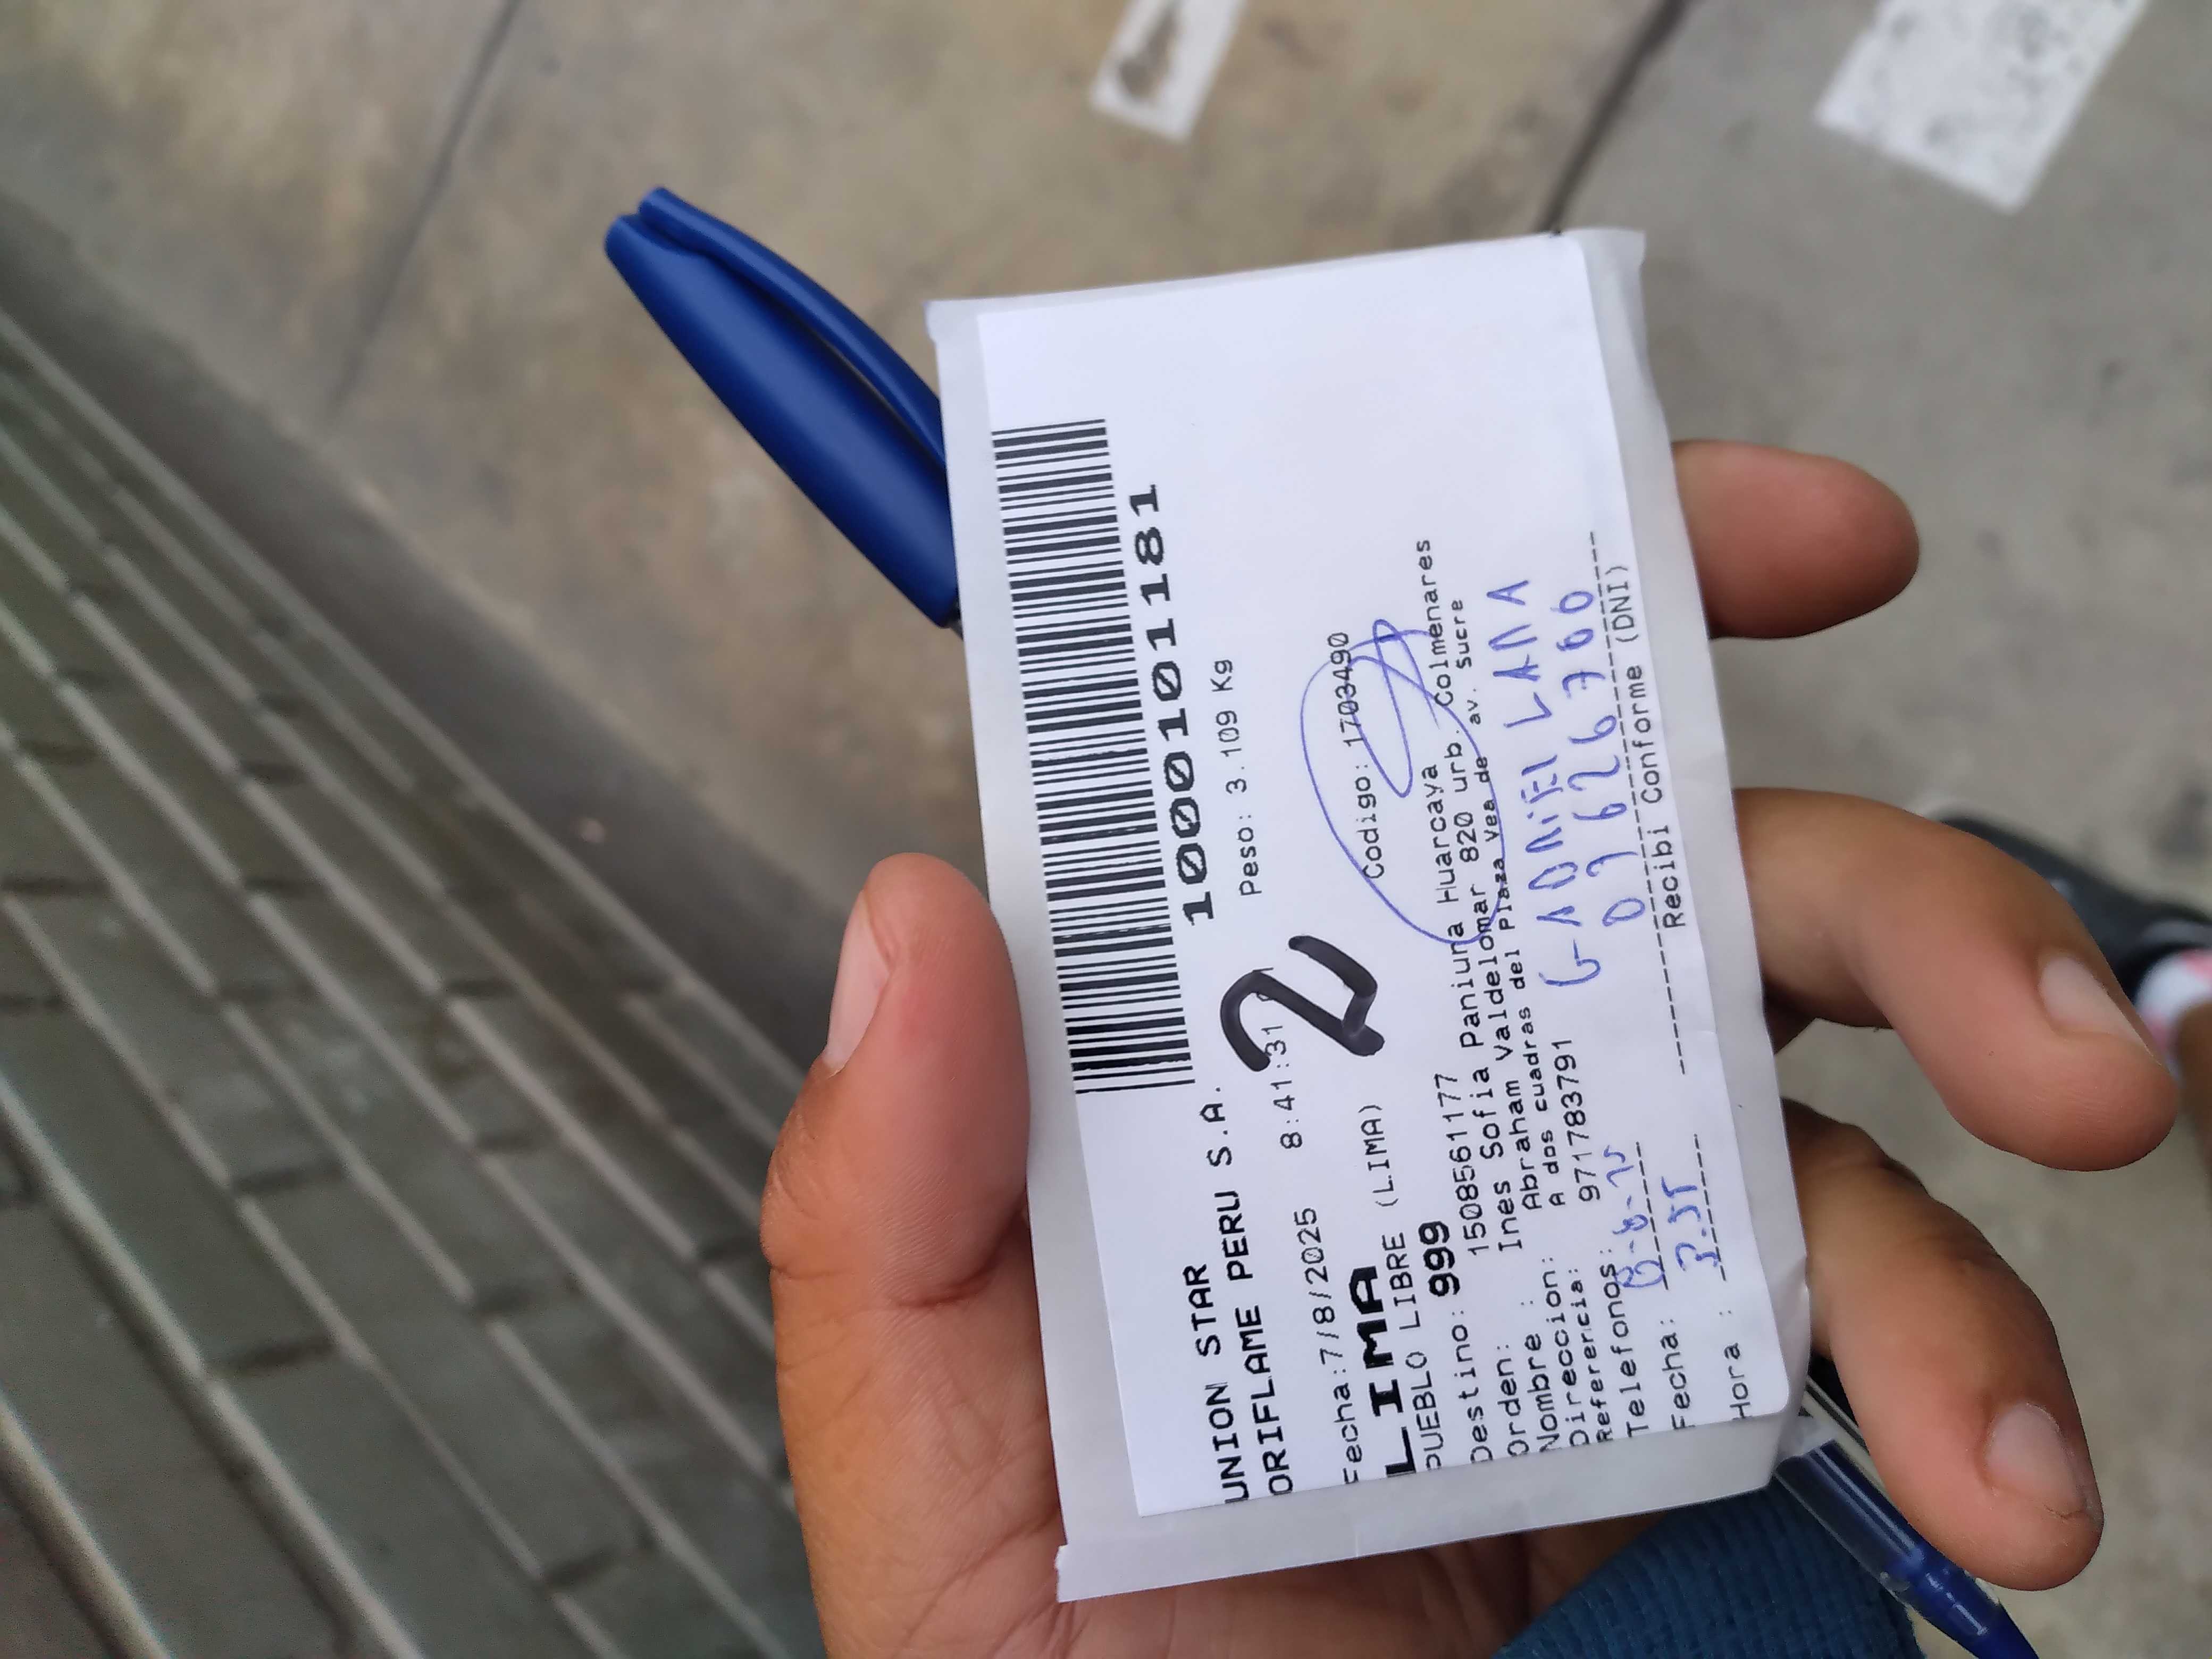 10001011181
UNION STAR
ORIFLAME PERU S.A.
Peso: 3.109 Kg
Fecha:7/8/2025 8:41:31
2
LIMA
PUEBLO LIBRE (LIMA)
Codigo: 1703490
Destino: 999
Orden: 1508561177
Nombre : Ines Sofia Paniura Huarcaya
Direccion: Abraham Valdelomar 820 urb. Colmenares
Referencia: A dos cuadras del Plaza Vea de av. Sucre
Telefonos: 971783791
Fecha:
Hora :
Recibi Conforme (DNI)